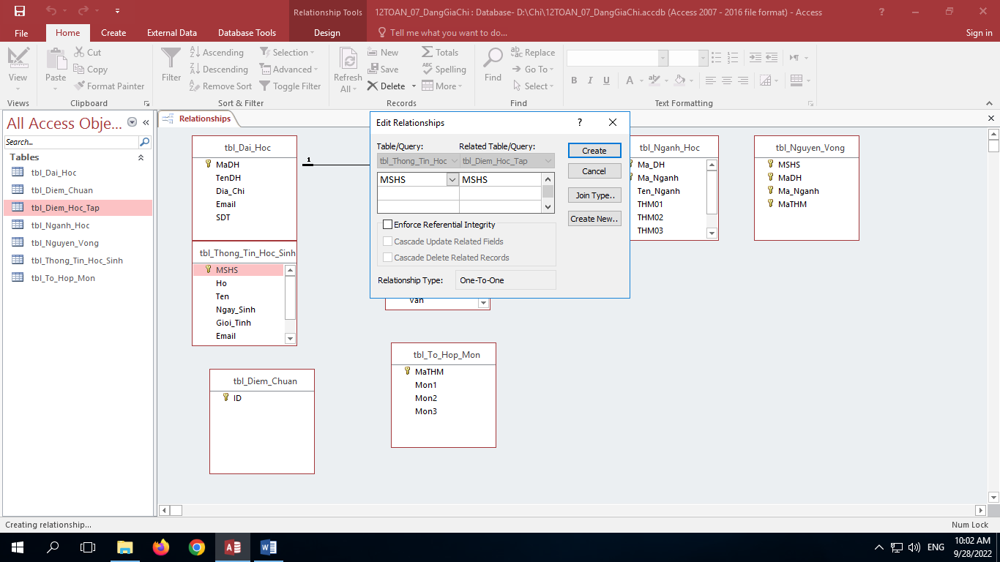 Relationship Tools
12TOAN_07_DangGiaChi : Database- D:\Chi\12TOAN_07_DangGiaChi.accdb (Access 2007 - 2016 file format) - Access
File Home Create External Data Database Tools Design Tell me what you want to do... Sign in
View
Paste
Cut
Copy
Format Painter
Filter
Ascending
Descending
Remove Sort
Selection
Advanced
Toggle Filter
Refresh
All
New
Save
Delete
Totals
Spelling
More
Find
Replace
Go To
Select
B I U A
Views Clipboard Sort & Filter Records Find Text Formatting
All Access Obje...
Search...
Tables
tbl_Dai_Hoc
tbl_Diem_Chuan
tbl_Diem_Hoc_Tap
tbl_Nganh_Hoc
tbl_Nguyen_Vong
tbl_Thong_Tin_Hoc_Sinh
tbl_To_Hop_Mon
Relationships
tbl_Dai_Hoc
MaDH
TenDH
Dia_Chi
Email
SDT
1
tbl_Thong_Tin_Hoc_Sinh
MSHS
Ho
Ten
Ngay_Sinh
Gioi_Tinh
Email
tbl_Diem_Chuan
ID
Edit Relationships
?
Table/Query: Related Table/Query:
tbl_Thong_Tin_Hoc tbl_Diem_Hoc_Tap
MSHS MSHS
Enforce Referential Integrity
Cascade Update Related Fields
Cascade Delete Related Records
Relationship Type: One-To-One
Create
Cancel
Join Type..
Create New..
Van
tbl_To_Hop_Mon
MaTHM
Mon1
Mon2
Mon3
tbl_Nganh_Hoc
Ma_DH
Ma_Nganh
Ten_Nganh
THM01
THM02
THM03
tbl_Nguyen_Vong
MSHS
MaDH
Ma_Nganh
MaTHM
Creating relationship...
Num Lock
ENG
10:02 AM
9/28/2022